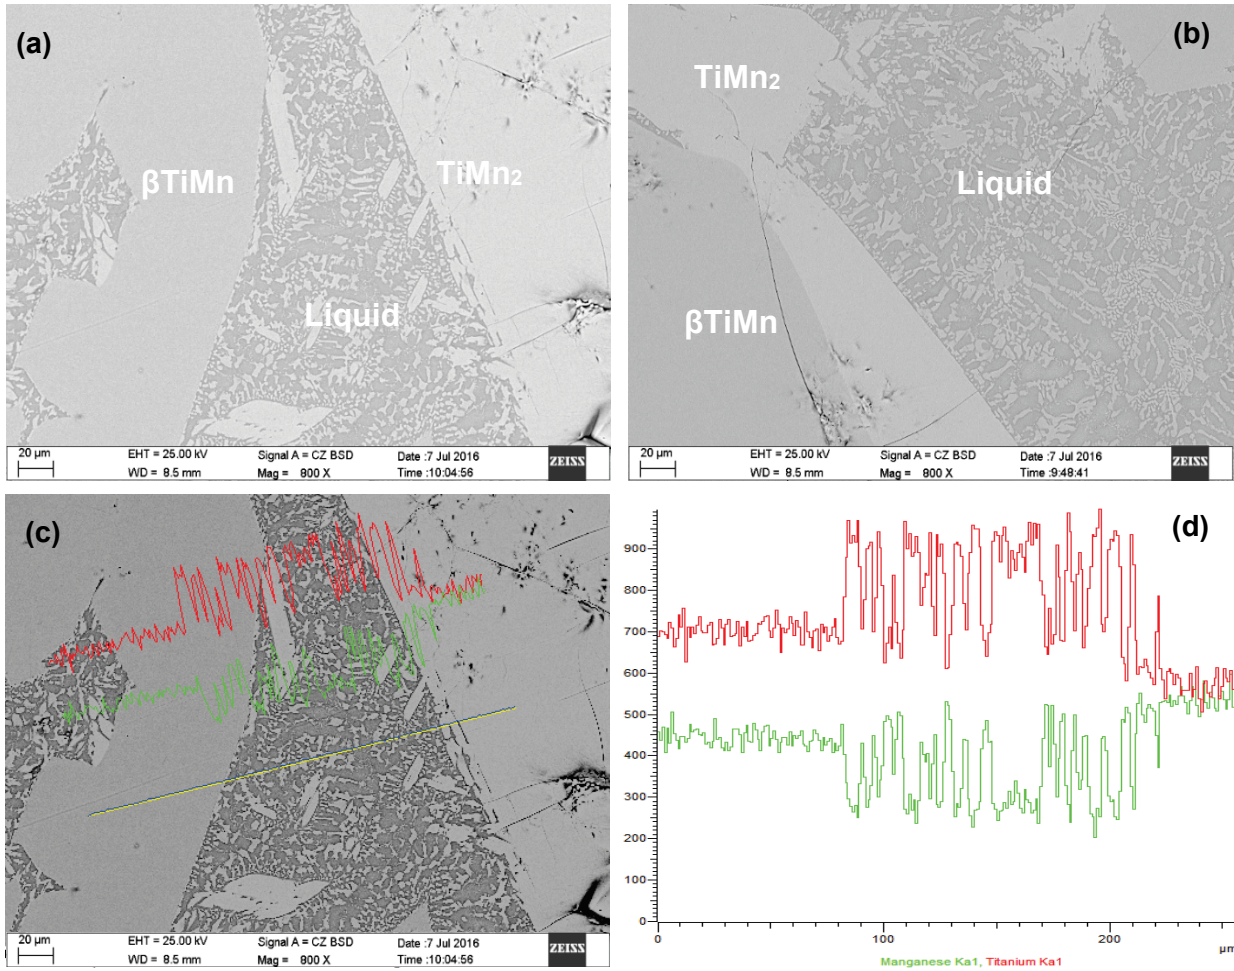 (a)
βTiMn
TiMn₂
Liquid
20 µm
EHT = 25.00 kV
Signal A = CZ BSD
Date :7 Jul 2016
WD = 8.5 mm
Mag = 800 X
Time :10:04:56
ZEISS
(b)
TiMn₂
Liquid
βTiMn
20 µm
EHT = 25.00 kV
Signal A = CZ BSD
Date :7 Jul 2016
WD = 8.5 mm
Mag = 800 X
Time :9:48:41
ZEISS
(c)
20 µm
EHT = 25.00 kV
Signal A = CZ BSD
Date :7 Jul 2016
WD = 8.5 mm
Mag = 800 X
Time :10:04:56
ZEISS
(d)
900
800
700
600
500
400
300
200
100
0
0
100
200
µm
Manganese Ka1, Titanium Ka1